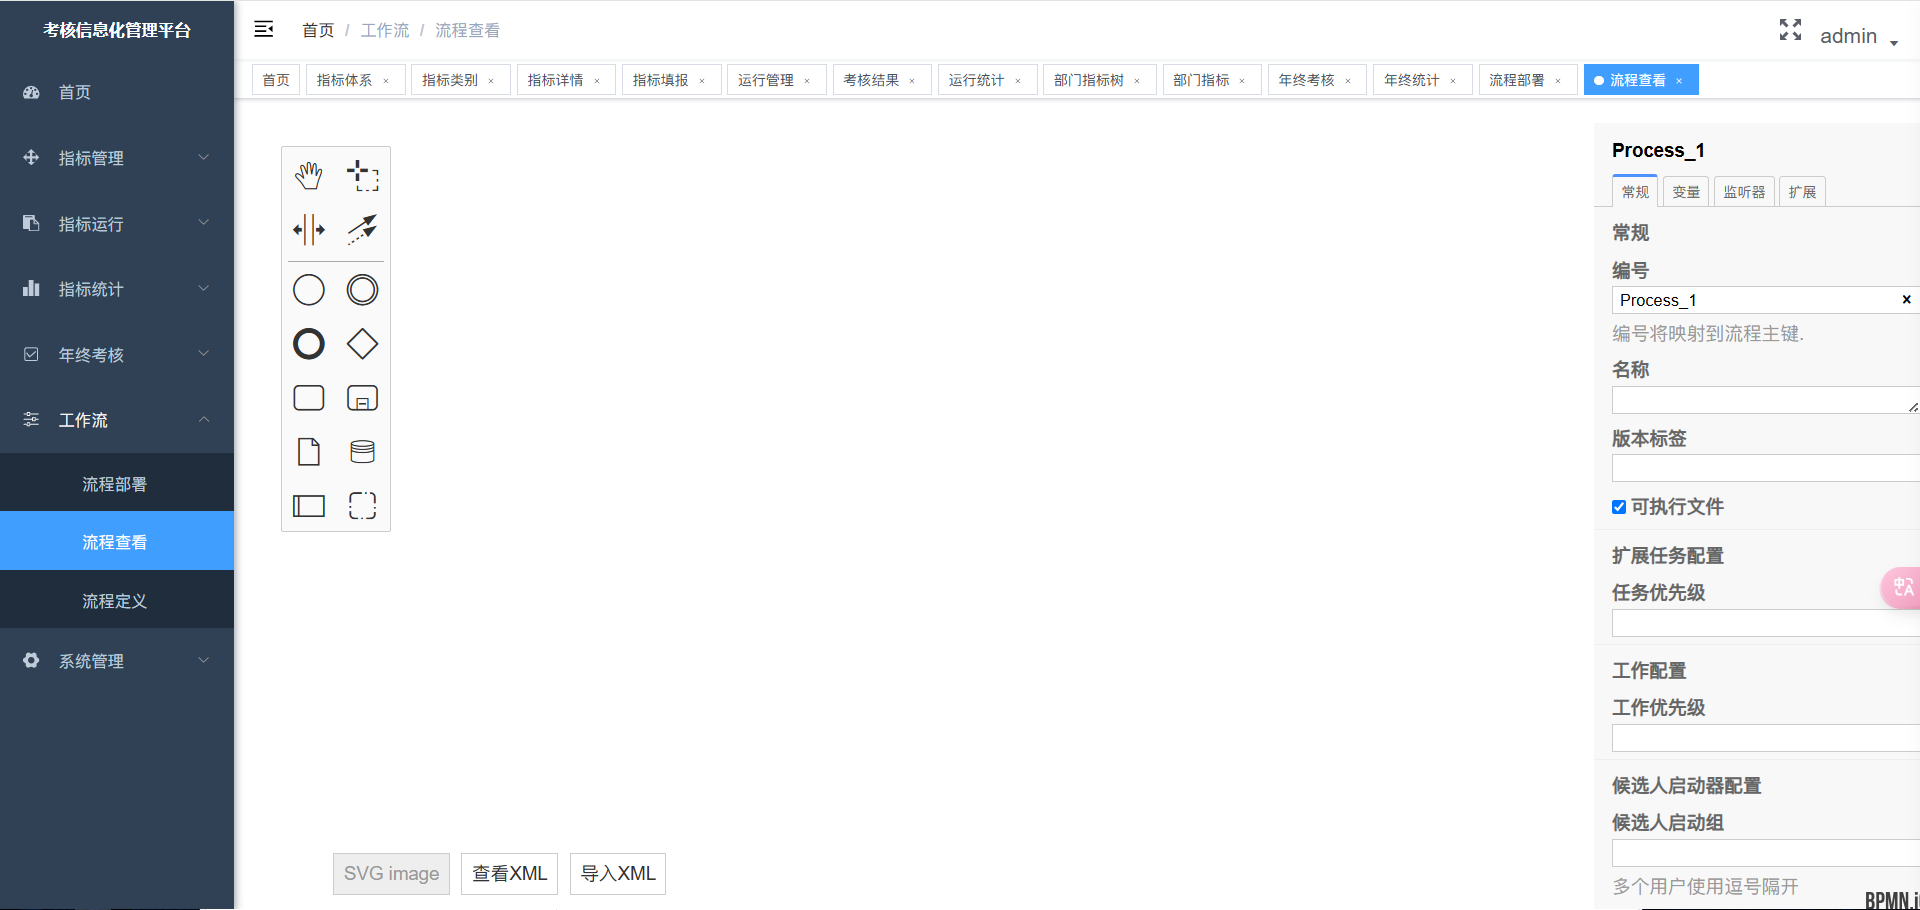 考核信息化管理平台
首页
指标管理
指标运行
指标统计
年终考核
工作流
流程部署
流程查看
流程定义
系统管理
首页 / 工作流 / 流程查看
admin
首页 指标体系 × 指标类别 × 指标详情 × 指标填报 × 运行管理 × 考核结果 × 运行统计 × 部门指标树 × 部门指标 × 年终考核 × 年终统计 × 流程部署 × 流程查看 ×
SVG image 查看XML 导入XML
Process_1
常规 变量 监听器 扩展
常规
编号
Process_1 ×
编号将映射到流程主键.
名称
版本标签
可执行文件
扩展任务配置
任务优先级
工作配置
工作优先级
候选人启动器配置
候选人启动组
多个用户使用逗号隔开
中A
BPMN.i